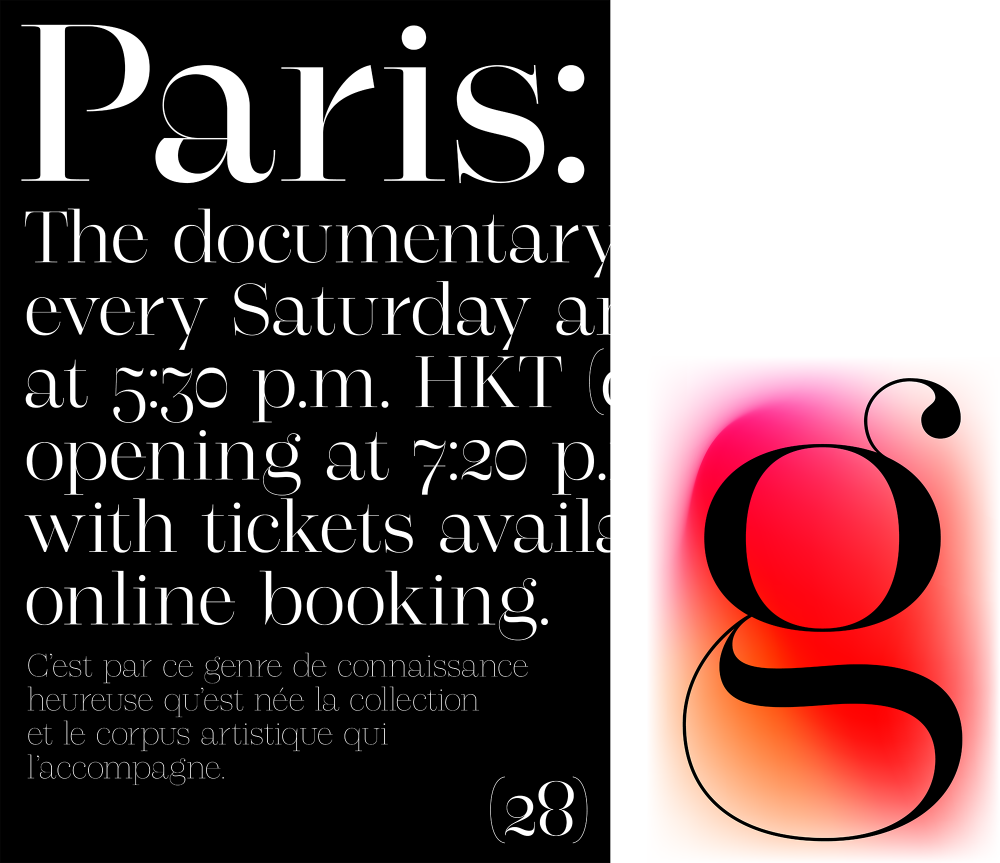 Paris:
The documentary
every Saturday
at 5:30 p.m. HKT (
opening at 7:20 p.
with tickets
online booking.
C'est par ce genre de connaissance
heureuse qu'est née la collection
et le corpus artistique qui
l'accompagne.
(28)
g